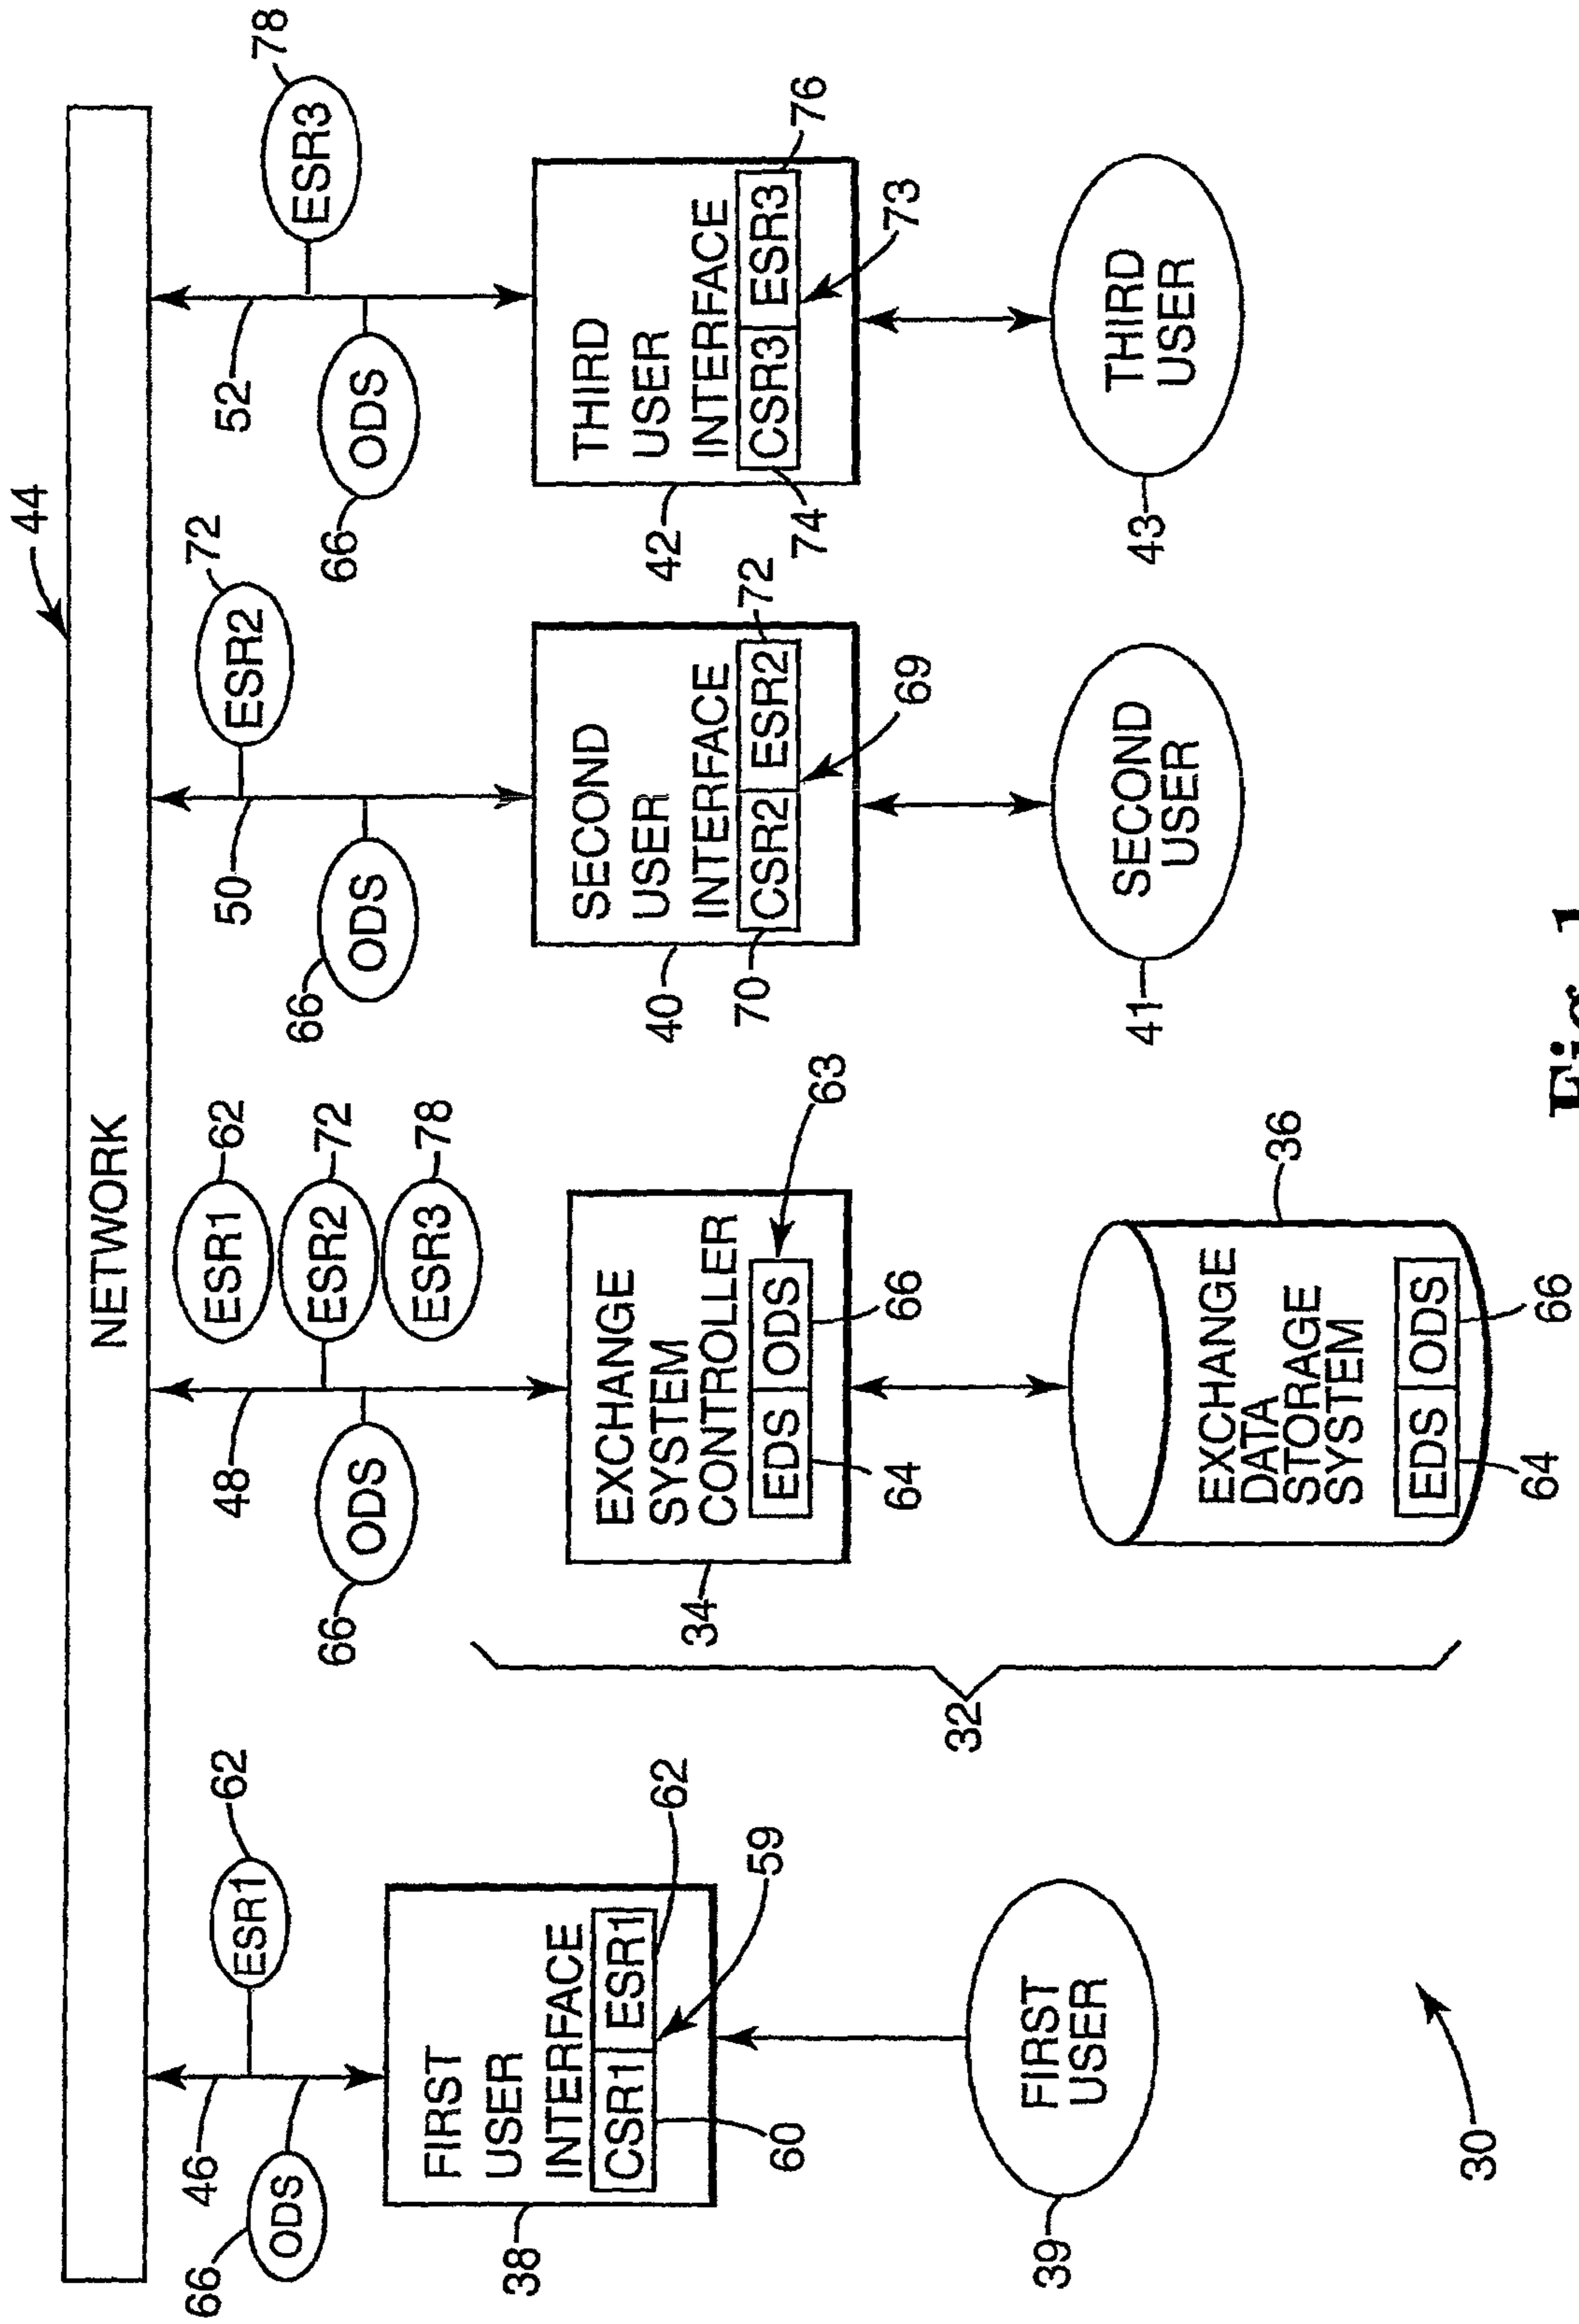 44
NETWORK
62
ESR1
46
ODS
66
ESR1
62
ESR2
72
ESR3
78
48
ODS
66
72
ESR2
50
ODS
66
78
ESR3
52
ODS
66
FIRST
USER
INTERFACE
CSR1 ESR1
62
59
60
38
EXCHANGE
SYSTEM
CONTROLLER
EDS ODS
63
66
64
34
SECOND
USER
INTERFACE
CSR2 ESR2
72
69
70
40
THIRD
USER
INTERFACE
CSR3 ESR3
76
73
74
42
32
FIRST
USER
39
EXCHANGE
DATA
STORAGE
SYSTEM
EDS ODS
36
66
64
SECOND
USER
41
THIRD
USER
43
30
Fig. 1